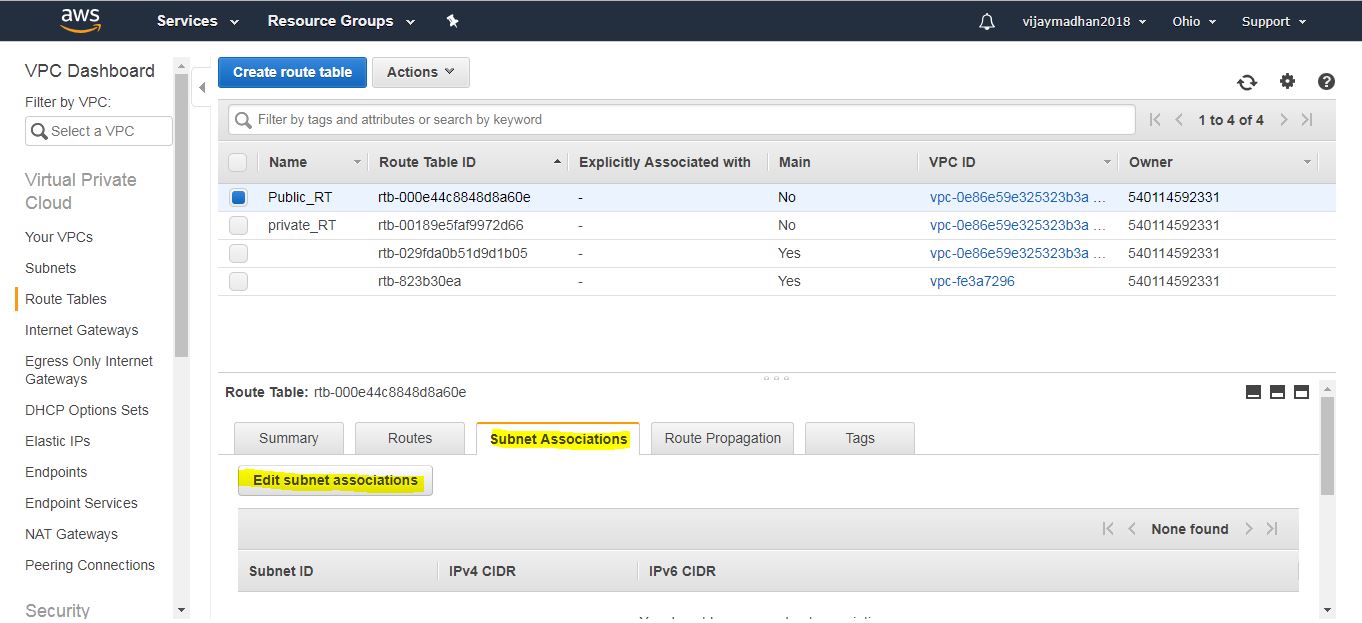 aws Services Resource Groups vijaymadhan2018 Ohio Support
VPC Dashboard
Filter by VPC:
Select a VPC
Virtual Private
Cloud
Your VPCs
Subnets
Route Tables
Internet Gateways
Egress Only Internet
Gateways
DHCP Options Sets
Elastic IPs
Endpoints
Endpoint Services
NAT Gateways
Peering Connections
Security
Create route table Actions
Filter by tags and attributes or search by keyword 1 to 4 of 4
Name Route Table ID Explicitly Associated with Main VPC ID Owner
Public_RT rtb-000e44c8848d8a60e - No vpc-0e86e59e325323b3a ... 540114592331
private_RT rtb-00189e5faf9972d66 - No vpc-0e86e59e325323b3a ... 540114592331
rtb-029fda0b51d9d1b05 - Yes vpc-0e86e59e325323b3a ... 540114592331
rtb-823b30ea - Yes vpc-fe3a7296 540114592331
Route Table: rtb-000e44c8848d8a60e
Summary Routes Subnet Associations Route Propagation Tags
Edit subnet associations
None found
Subnet ID IPv4 CIDR IPv6 CIDR